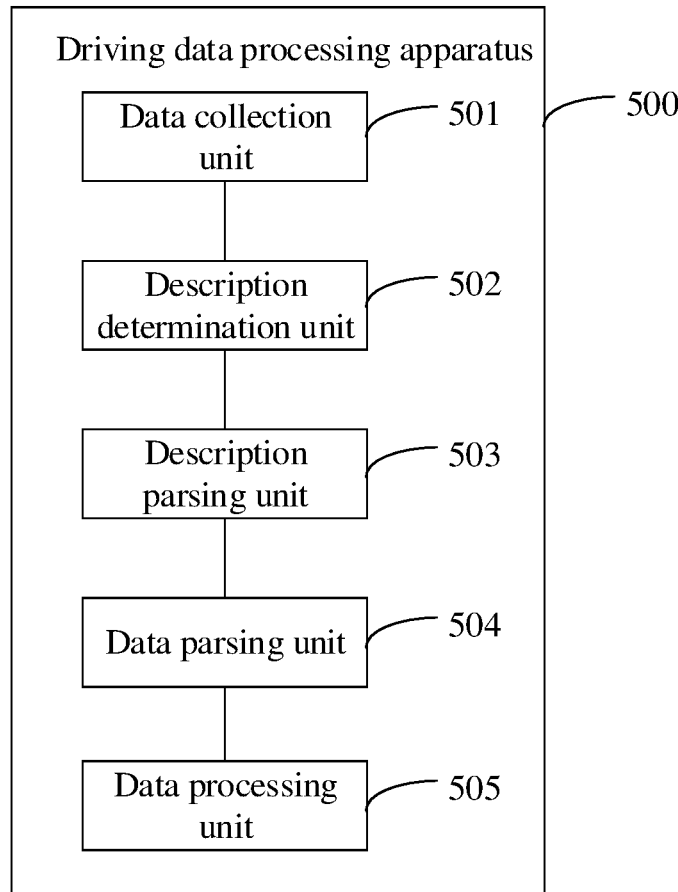 Driving data processing apparatus
500
Data collection
unit
501
Description
determination unit
502
Description
parsing unit
503
Data parsing unit
504
Data processing
unit
505